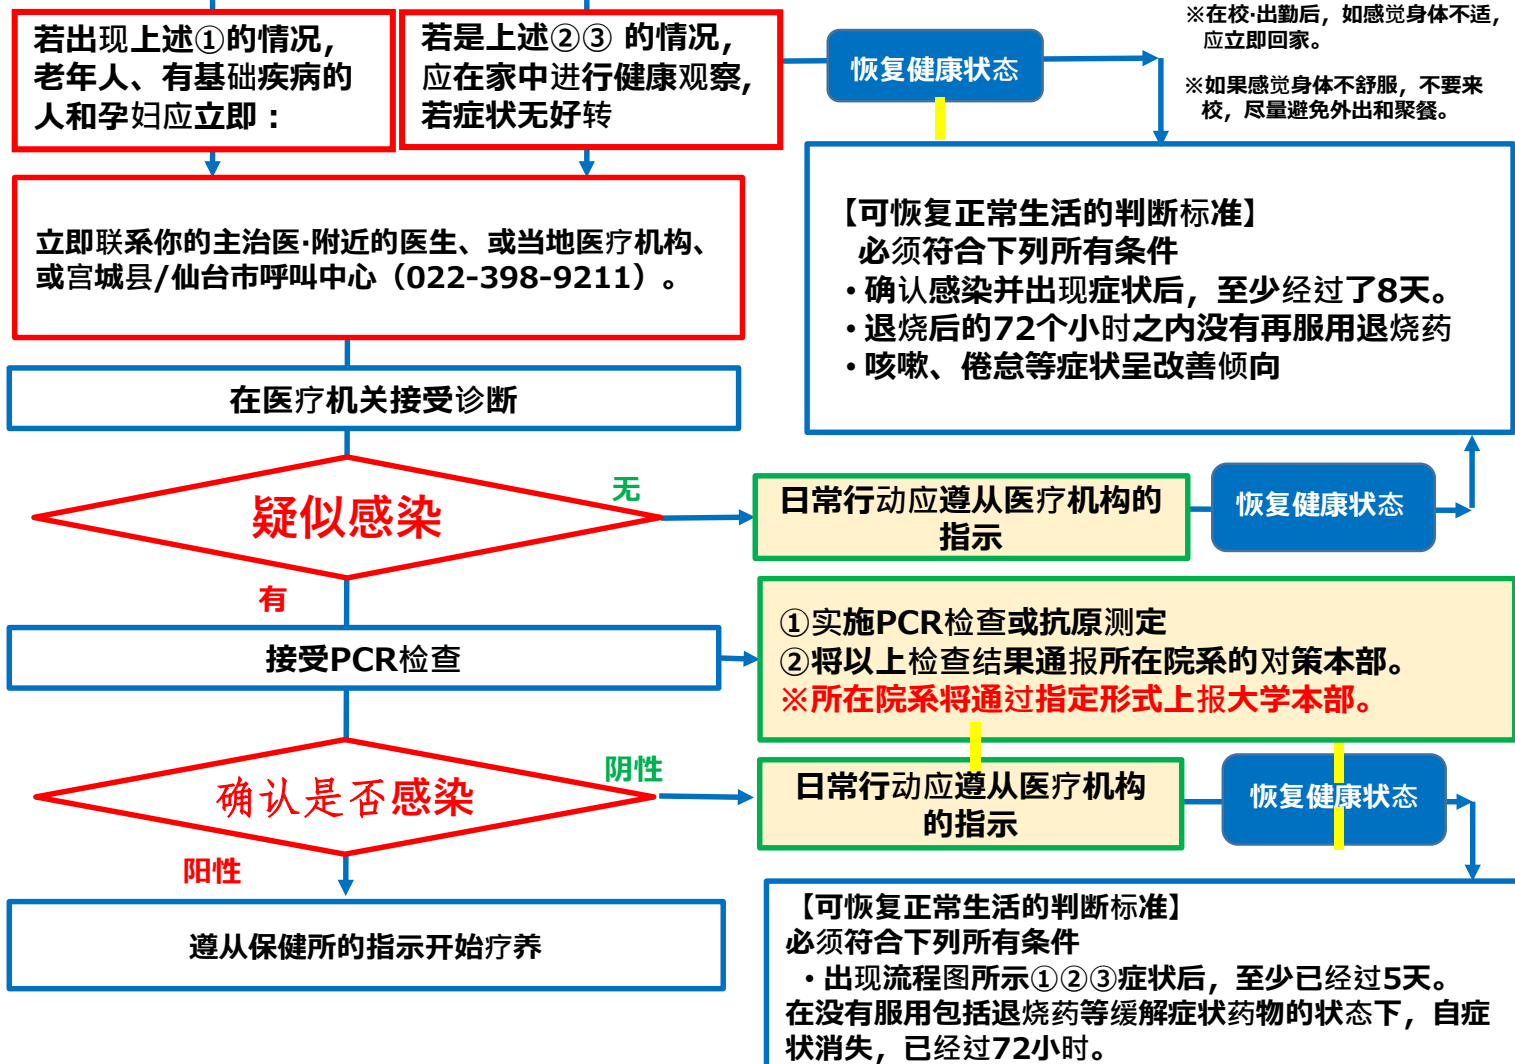 若出现上述①的情况，
老年人、有基础疾病的
人和孕妇应立即：
若是上述②③ 的情况，
应在家中进行健康观察，
若症状无好转
恢复健康状态
※在校·出勤后，如感觉身体不适，
应立即回家。
※如果感觉身体不舒服，不要来
校，尽量避免外出和聚餐。
立即联系你的主治医·附近的医生、或当地医疗机构、
或宫城县/仙台市呼叫中心（022-398-9211）。
【可恢复正常生活的判断标准】
必须符合下列所有条件
・确认感染并出现症状后，至少经过了8天。
・退烧后的72个小时之内没有再服用退烧药
・咳嗽、倦怠等症状呈改善倾向
在医疗机关接受诊断
疑似感染
无
日常行动应遵从医疗机构的
指示
恢复健康状态
有
接受PCR检查
①实施PCR检查或抗原测定
②将以上检查结果通报所在院系的对策本部。
※所在院系将通过指定形式上报大学本部。
确认是否感染
阴性
日常行动应遵从医疗机构
的指示
恢复健康状态
阳性
遵从保健所的指示开始疗养
【可恢复正常生活的判断标准】
必须符合下列所有条件
・出现流程图所示①②③症状后，至少已经过5天。
在没有服用包括退烧药等缓解症状药物的状态下，自症
状消失，已经过72小时。